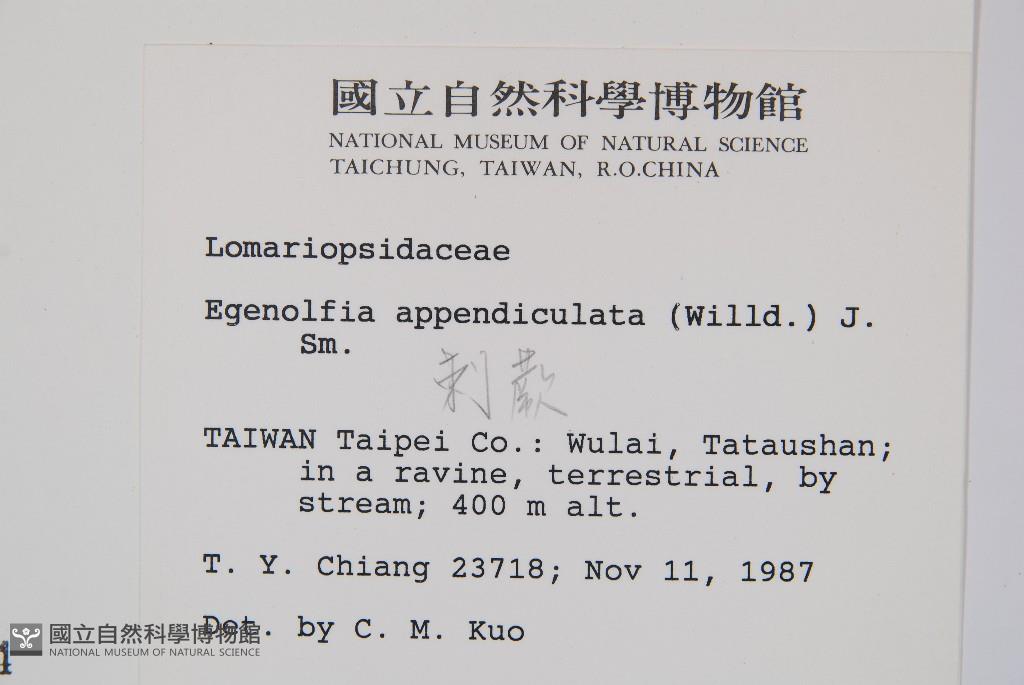 國立自然科學博物館
NATIONAL MUSEUM OF NATURAL SCIENCE
TAICHUNG, TAIWAN, R.O.CHINA
Lomariopsidaceae
Egenolfia appendiculata (Willd.) J.
Sm.
刺蕨
TAIWAN Taipei Co.: Wulai, Tataushan;
in a ravine, terrestrial, by
stream; 400 m alt.
T. Y. Chiang 23718; Nov 11, 1987
Det. by C. M. Kuo
國立自然科學博物館
NATIONAL MUSEUM OF NATURAL SCIENCE